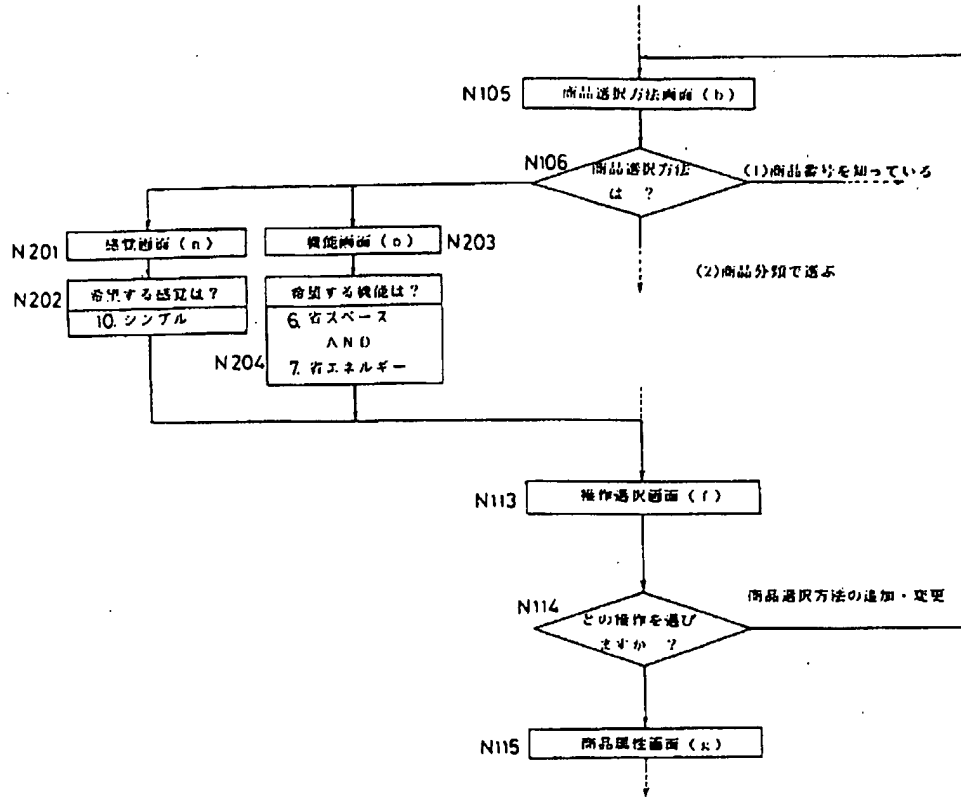 N105
商品選択方法画面(b)
N106
商品選択方法
は ?
(1)商品番号を知っている
N201
感覚画面(n)
機能画面(o)
N203
(2)商品分類で選ぶ
N202
希望する感覚は?
10. シンプル
希望する機能は?
6. 省スペース
AND
N204
7. 省エネルギー
N113
操作選択画面(f)
N114
どの操作を選び
ますか ?
商品選択方法の追加・変更
N115
商品属性画面(g)